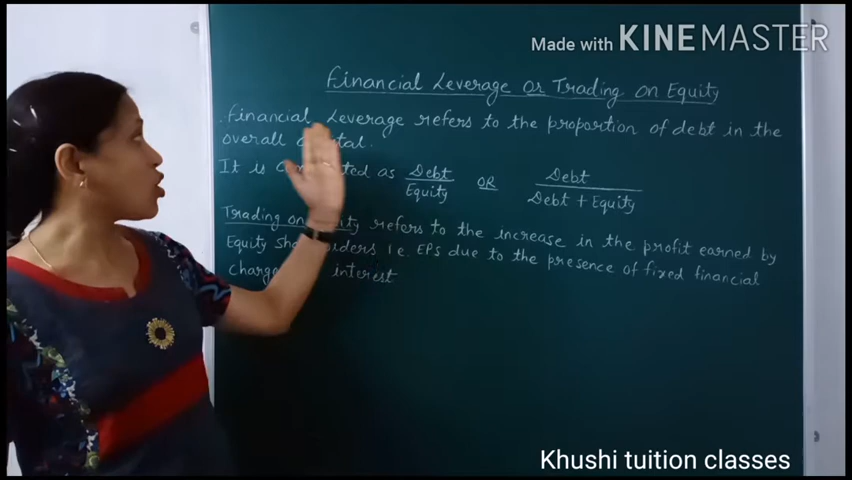 Made with KINEMASTER
Financial Leverage or Trading on Equity
Financial Leverage refers to the proportion of debt in the
overall
It is as Debt OR Debt
Equity Debt + Equity
Trading on refers to the increase in the profit earned by
Equity i.e. EPS due to the presence of fixed financial
interest
Khushi tuition classes